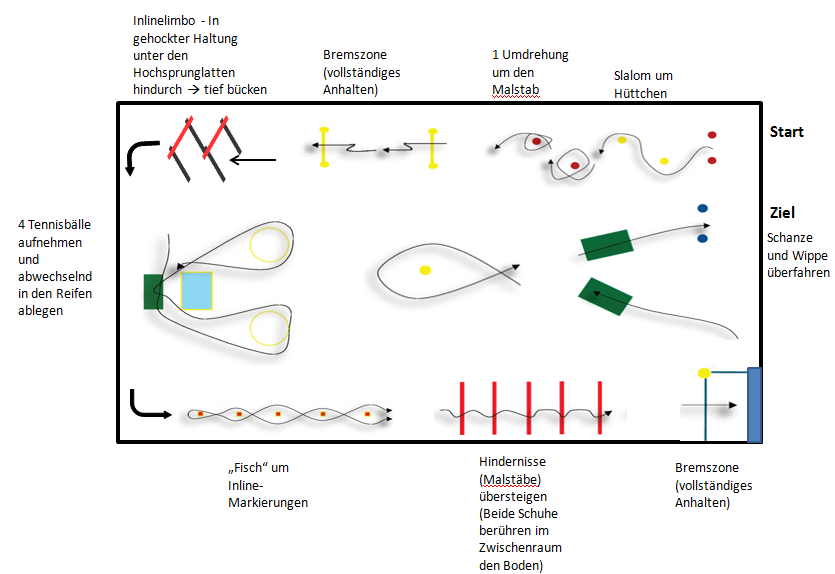 Inlinelimbo - In
gehockter Haltung
unter den
Hochsprunglatten
hindurch → tief bücken
Bremszone
(vollständiges
Anhalten)
1 Umdrehung
um den
Malstab
Slalom um
Hüttchen
Start
Ziel
Schanze
und Wippe
überfahren
4 Tennisbälle
aufnehmen
und
abwechselnd
in den Reifen
ablegen
„Fisch“ um
Inline-
Markierungen
Hindernisse
(Malstäbe)
übersteigen
(Beide Schuhe
berühren im
Zwischenraum
den Boden)
Bremszone
(vollständiges
Anhalten)